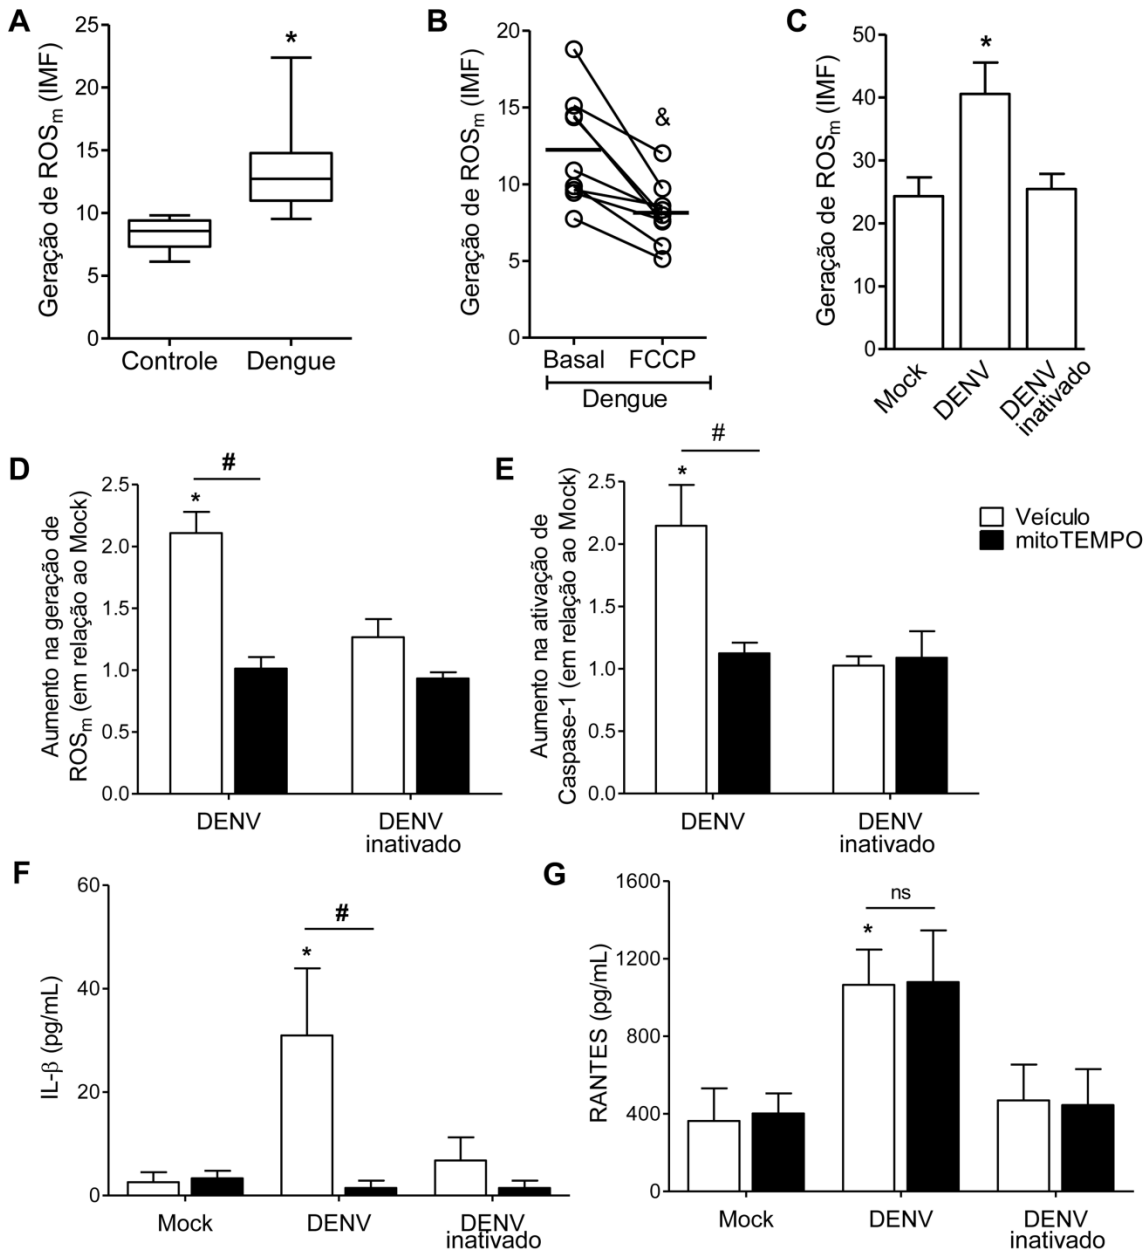 A
Geração de ROSm (IMF)
25
20
15
10
5
0
*
Controle
Dengue
B
Geração de ROSm (IMF)
20
15
10
5
0
&
Basal
FCCP
Dengue
C
Geração de ROSm (IMF)
50
40
30
20
10
0
*
Mock
DENV
DENV
inativado
D
Aumento na geração de
ROSm (em relação ao Mock)
2.5
2.0
1.5
1.0
0.5
0.0
#
*
DENV
DENV
inativado
E
Aumento na ativação de
Caspase-1 (em relação ao Mock)
2.5
2.0
1.5
1.0
0.5
0.0
#
*
DENV
DENV
inativado
Veículo
mitoTEMPO
F
IL-β (pg/mL)
60
40
20
0
#
*
Mock
DENV
DENV
inativado
G
RANTES (pg/mL)
1600
1200
800
400
0
ns
*
Mock
DENV
DENV
inativado